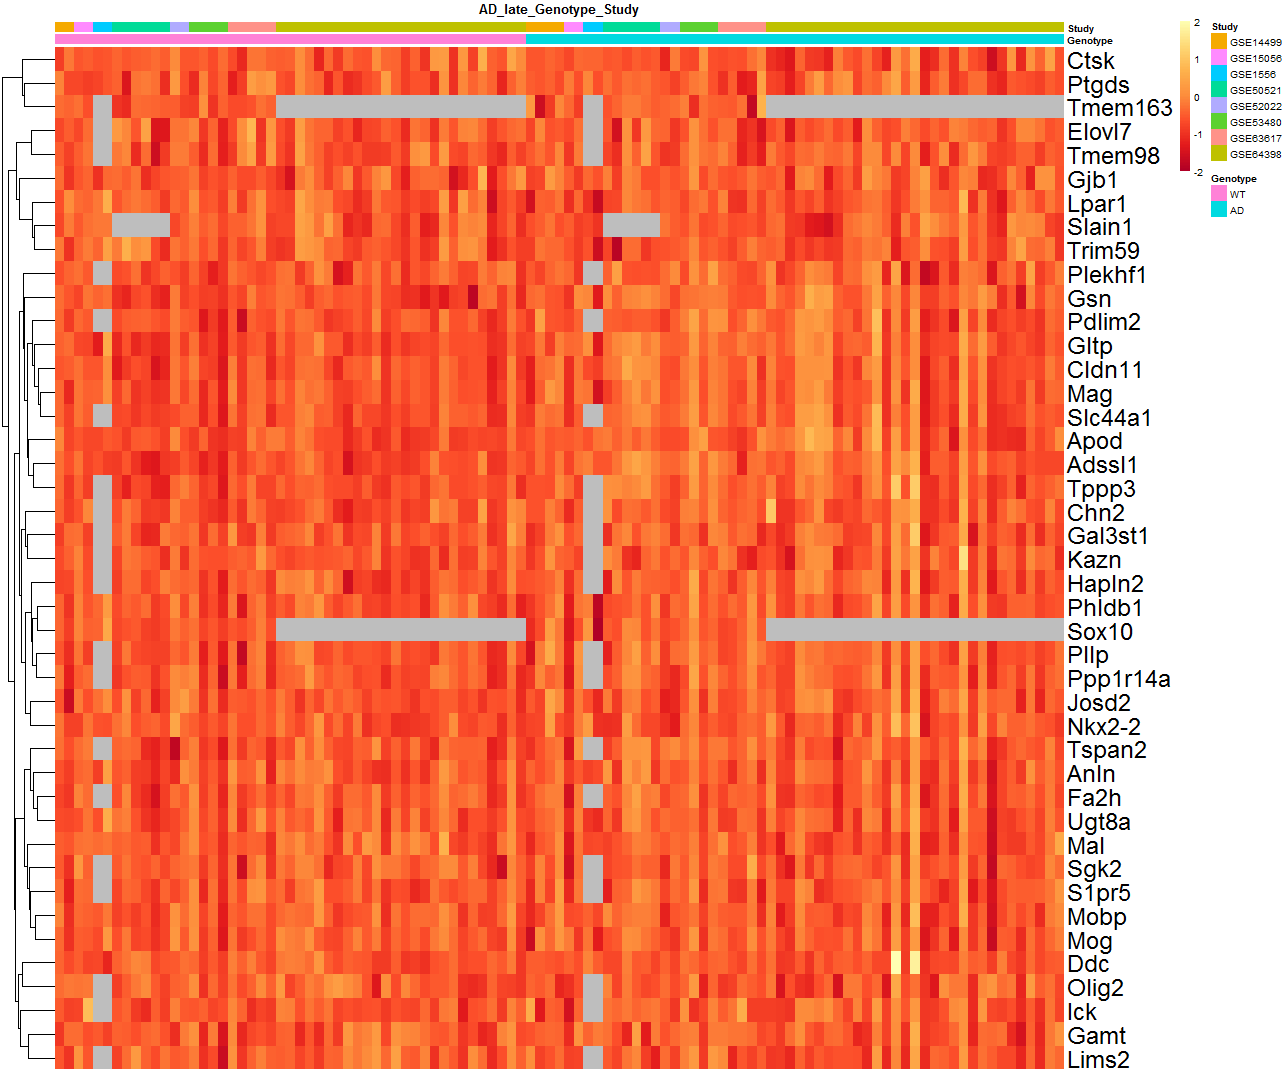 AD_late_Genotype_Study
Study
Genotype
Ctsk
Ptgds
Tmem163
Elovl7
Tmem98
Gjb1
Lpar1
Slain1
Trim59
Plekhf1
Gsn
Pdlim2
Gltp
Cldn11
Mag
Slc44a1
Apod
Adssl1
Tppp3
Chn2
Gal3st1
Kazn
Hapln2
Phldb1
Sox10
Pllp
Ppp1r14a
Josd2
Nkx2-2
Tspan2
Anln
Fa2h
Ugt8a
Mal
Sgk2
S1pr5
Mobp
Mog
Ddc
Olig2
Ick
Gamt
Lims2
2
1
0
-1
-2
Study
GSE14499
GSE15056
GSE1556
GSE50521
GSE52022
GSE53480
GSE63617
GSE64398
Genotype
WT
AD